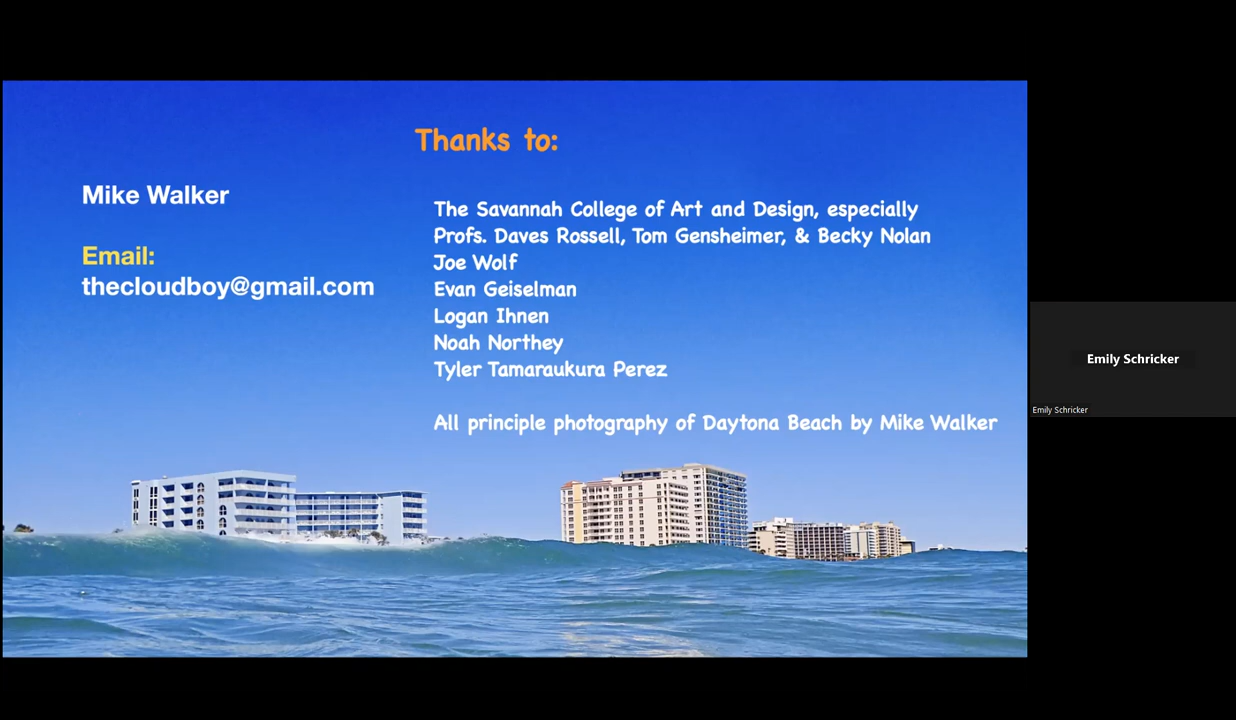 Thanks to:
Mike Walker
Email:
thecloudboy@gmail.com
The Savannah College of Art and Design, especially
Profs. Daves Rossell, Tom Gensheimer, & Becky Nolan
Joe Wolf
Evan Geiselman
Logan Ihnen
Noah Northey
Tyler Tamaraukura Perez
All principle photography of Daytona Beach by Mike Walker
Emily Schricker
Emily Schricker